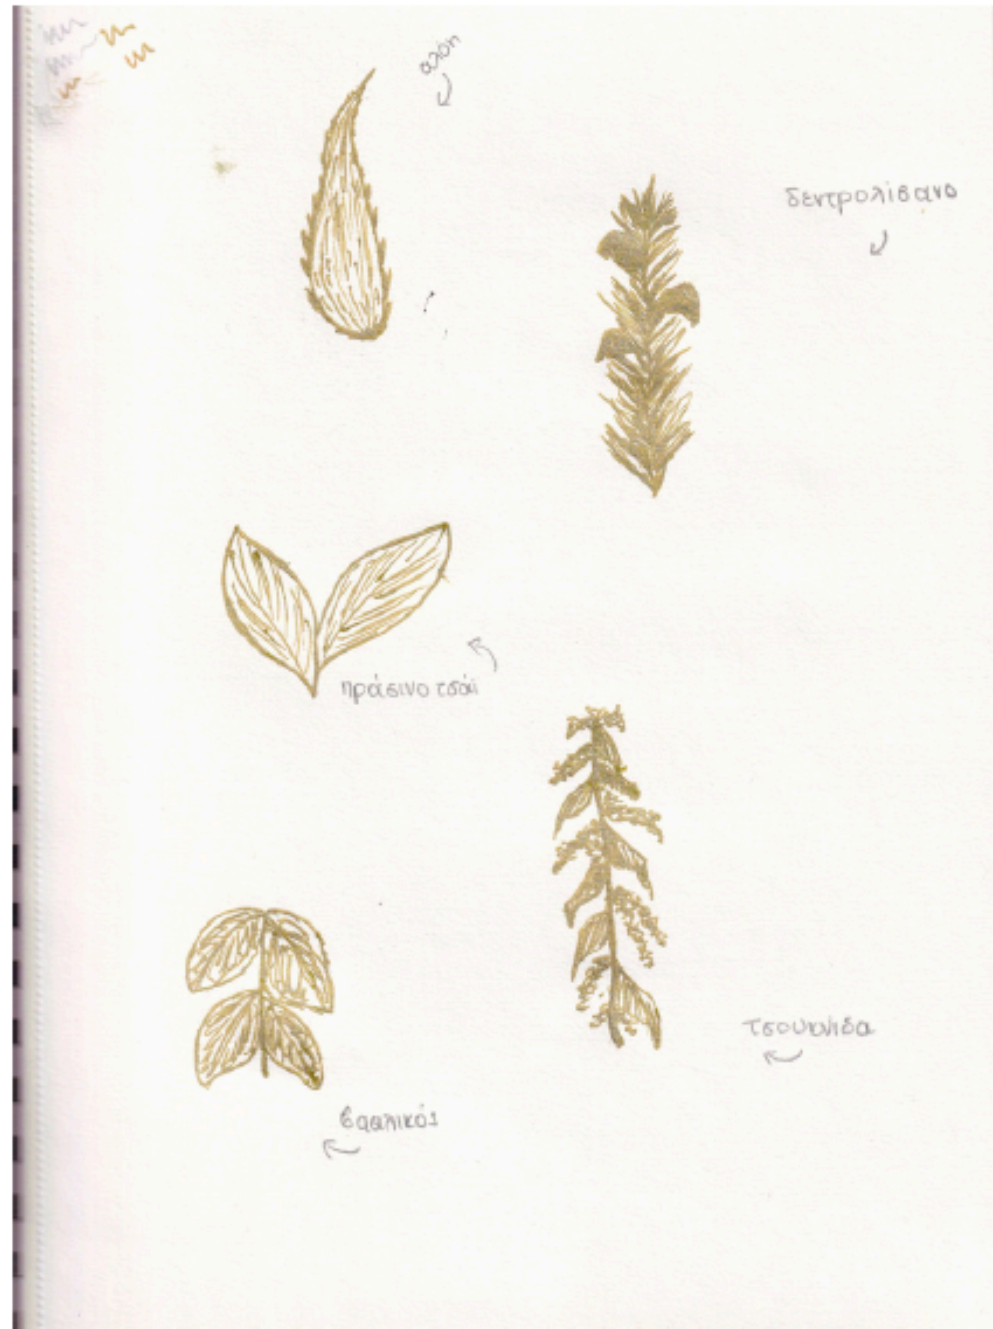 αλόη
δεντρολίβανο
πράσινο τσάι
τσουκνίδα
βασιλικός